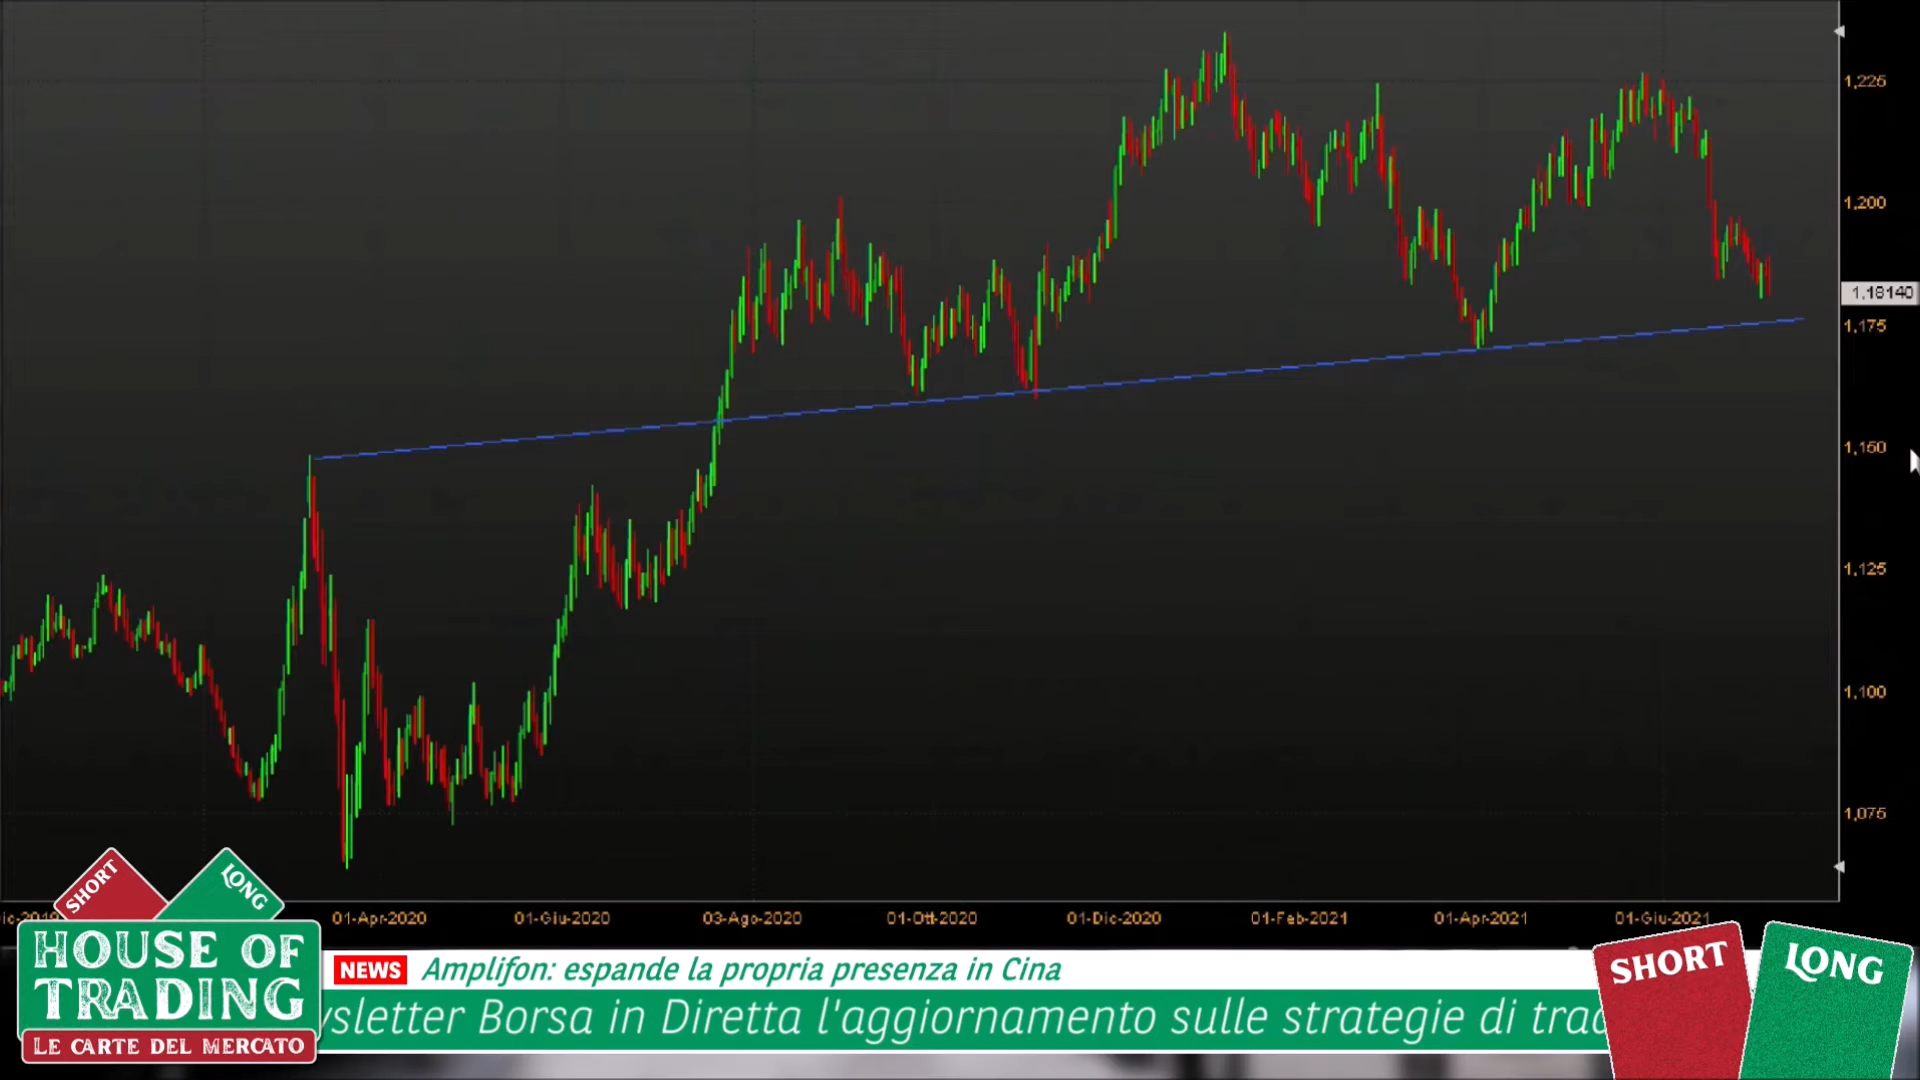 1,225
1,200
1,18140
1,175
1,150
1,125
1,100
1,075
01-Apr-2020
01-Giu-2020
03-Ago-2020
01-Ott-2020
01-Dic-2020
01-Feb-2021
01-Apr-2021
01-Giu-2021
SHORT
LONG
HOUSE OF
TRADING
LE CARTE DEL MERCATO
NEWS Amplifon: espande la propria presenza in Cina
sletter Borsa in Diretta l'aggiornamento sulle strategie di trad
SHORT
LONG